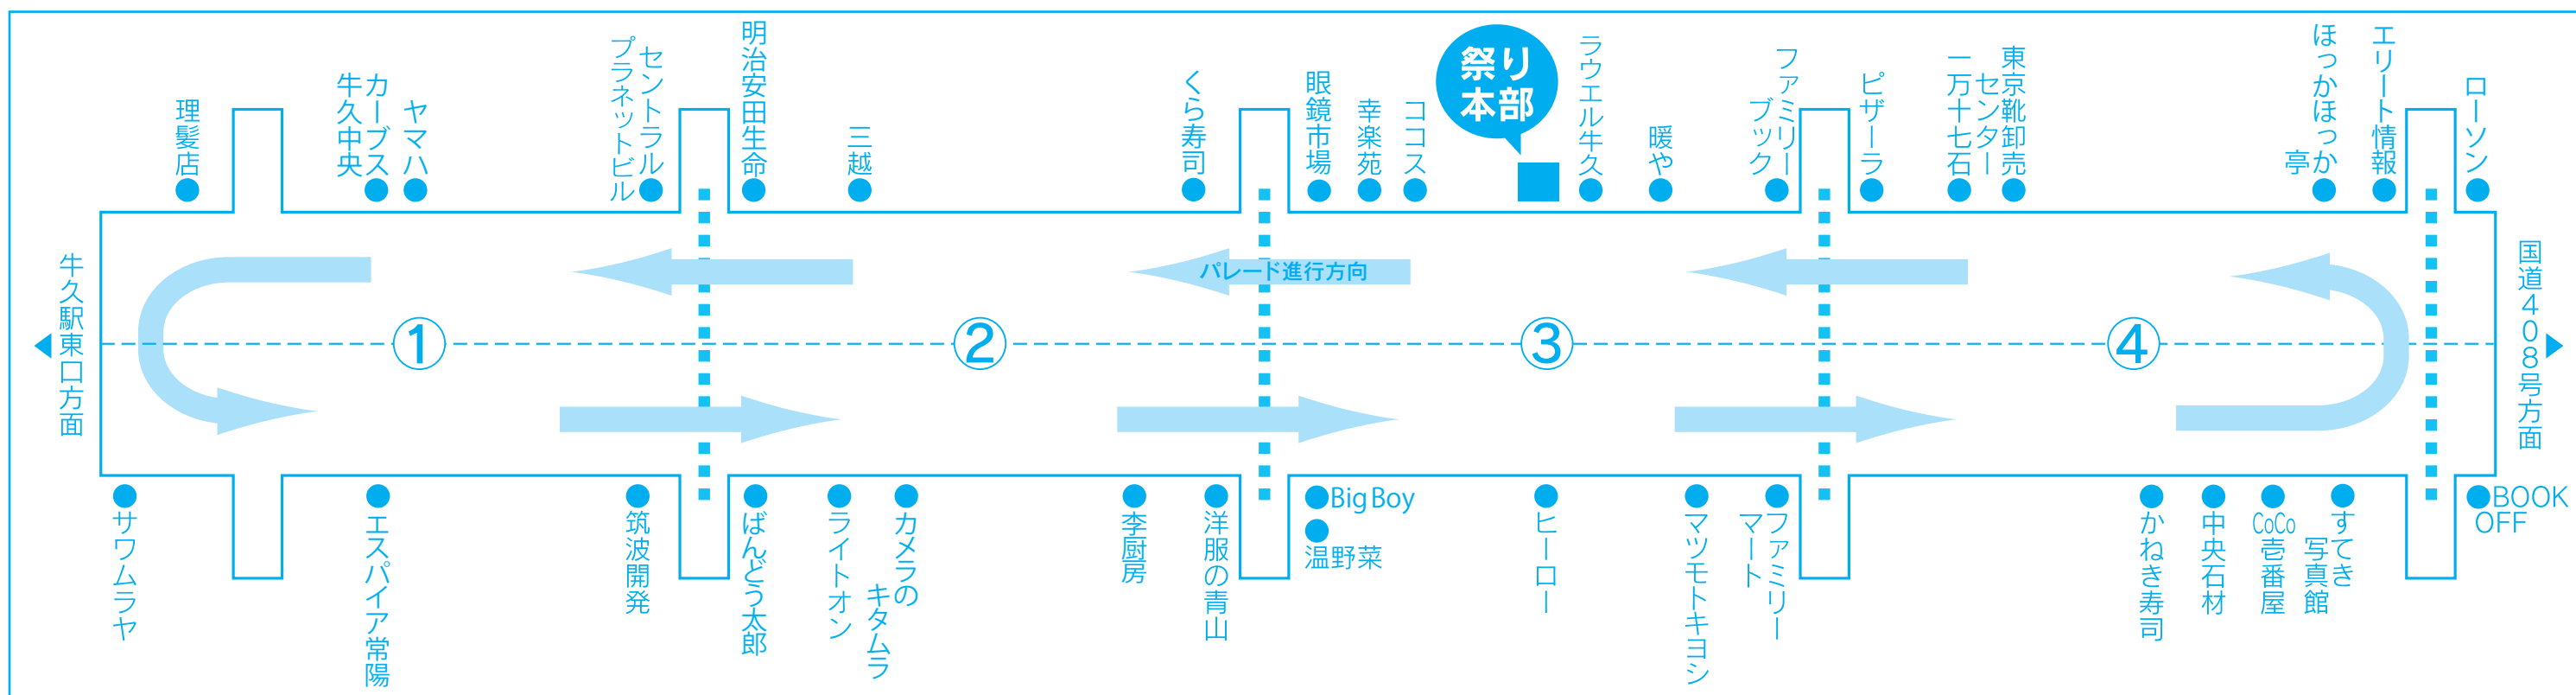 理髪店
カーブス
牛久中央
ヤマハ
セントラル
プラネットビル
明治安田生命
三越
くら寿司
眼鏡市場
幸楽苑
ココス
祭り
本部
ラウエル牛久
暖や
ファミリー
ブック
ピザーラ
東京靴卸売
センター
一万十七石
ほっかほっか
亭
エリート情報
ローソン
牛久駅東口方面
パレード進行方向
国道408号方面
①
②
③
④
サワムラヤ
エスパイア常陽
筑波開発
ばんどう太郎
ライトオン
カメラの
キタムラ
李厨房
洋服の青山
Big Boy
温野菜
ヒーロー
マツモトキヨシ
ファミリー
マート
かねき寿司
中央石材
CoCo
壱番屋
すてき
写真館
BOOK
OFF